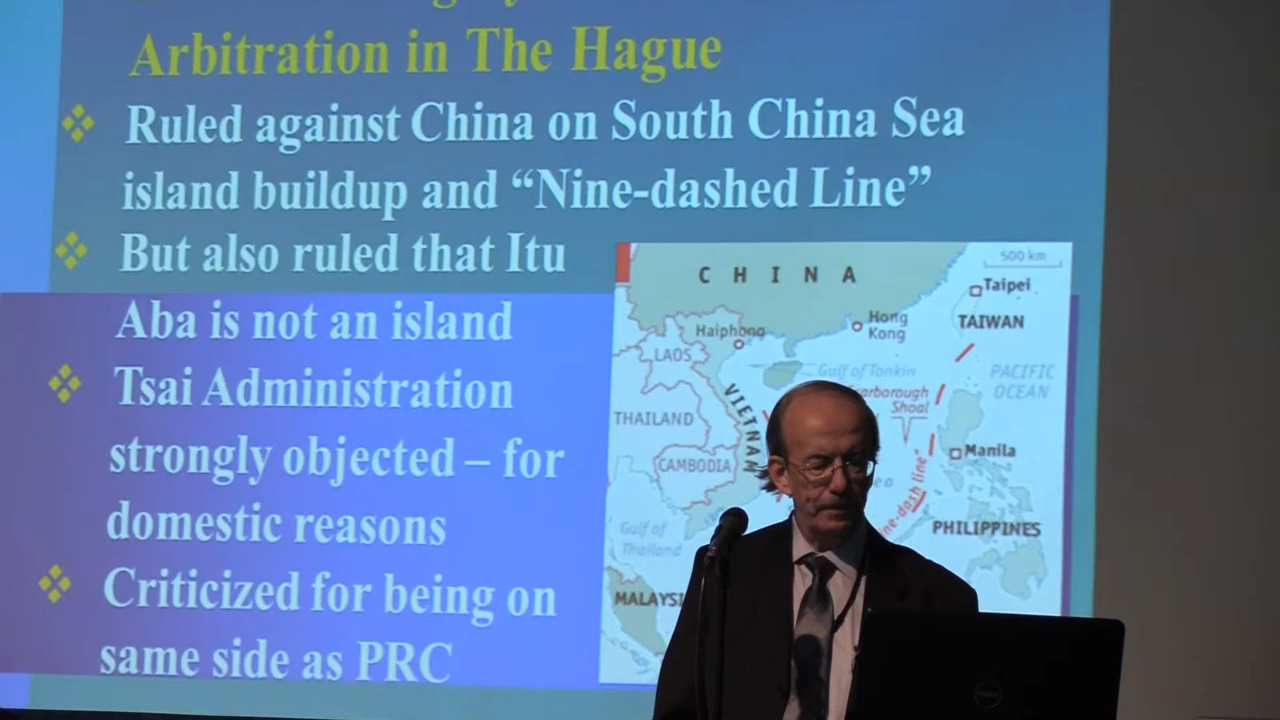 Arbitration in The Hague
Ruled against China on South China Sea
island buildup and “Nine-dashed Line”
But also ruled that Itu
Aba is not an island
Tsai Administration
strongly objected – for
domestic reasons
Criticized for being on
same side as PRC
500 km
CHINA
Taipei
TAIWAN
Haiphong
Hong
Kong
LAOS
Gulf of Tonkin
PACIFIC
OCEAN
Shoal
THAILAND
VIETNAM
CAMBODIA
Manila
Gulf of
Thailand
PHILIPPINES
DELL